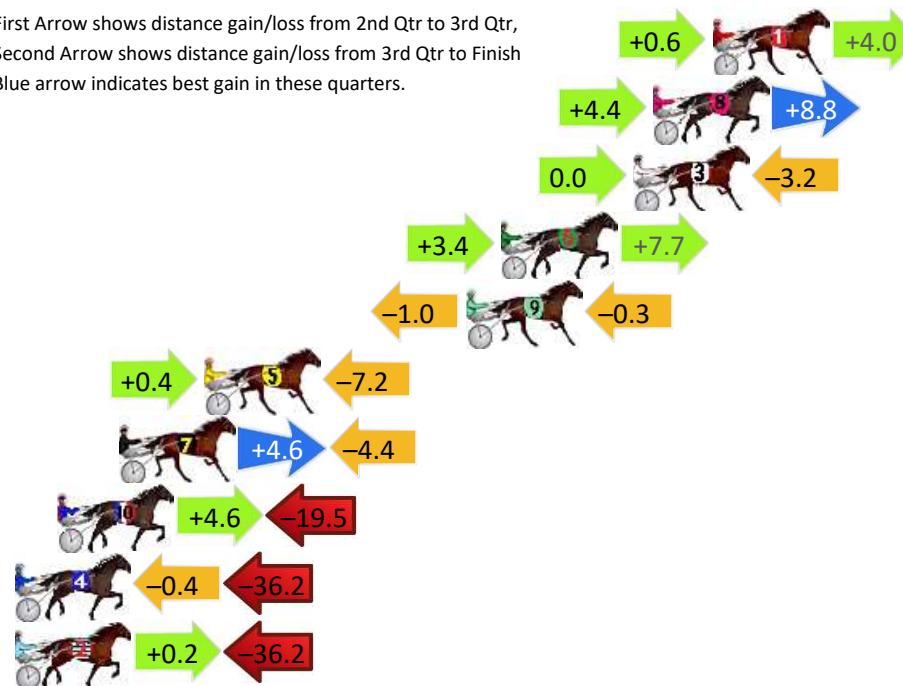 First Arrow shows distance gain/loss from 2nd Qtr to 3rd Qtr,
Second Arrow shows distance gain/loss from 3rd Qtr to Finish
Blue arrow indicates best gain in these quarters.
+0.6 1 +4.0
+4.4 8 +8.8
0.0 3 –3.2
+3.4 6 +7.7
–1.0 9 –0.3
+0.4 5 –7.2
7 +4.6 –4.4
10 +4.6 –19.5
4 –0.4 –36.2
2 +0.2 –36.2